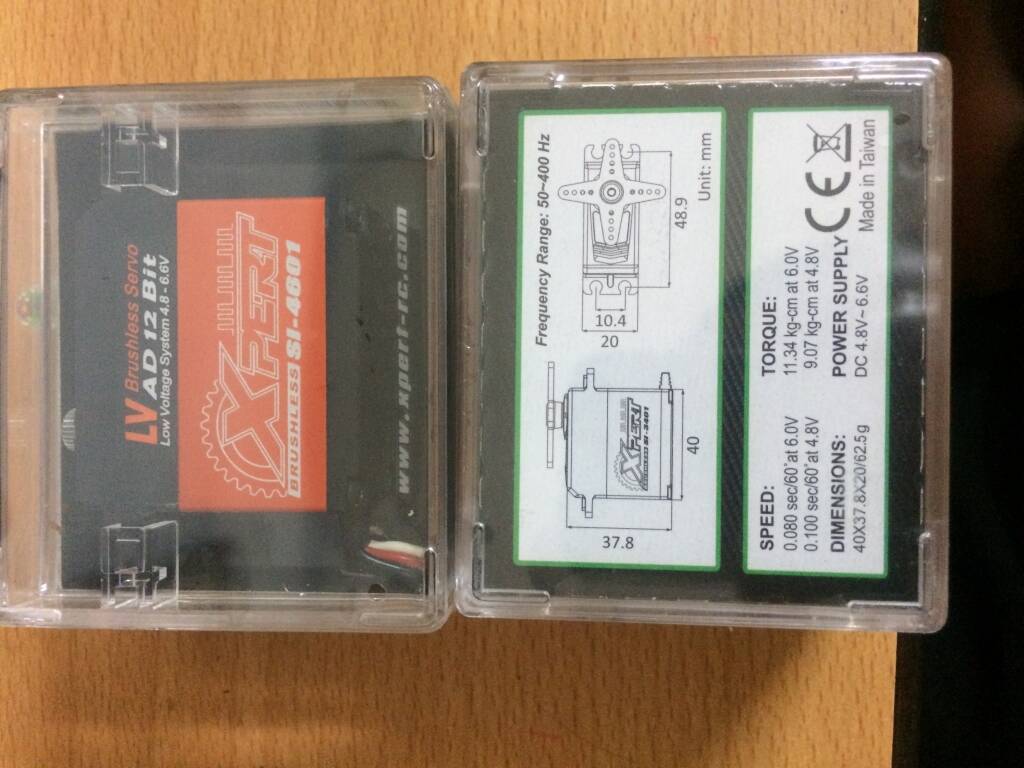 LV Brushless Servo
AD 12 Bit
Low Voltage System 4.8 - 6.6V
XPERT
BRUSHLESS SI-4601
www.xpert-rc.com
Frequency Range: 50~400 Hz
10.4
20
48.9
Unit: mm
XPERT
BRUSHLESS SI-3401
37.8
40
SPEED:
0.080 sec/60° at 6.0V
0.100 sec/60° at 4.8V
DIMENSIONS:
40X37.8X20/62.5g
TORQUE:
11.34 kg-cm at 6.0V
9.07 kg-cm at 4.8V
POWER SUPPLY
DC 4.8V~ 6.6V
CE
Made in Taiwan